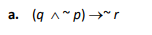 a. (q ∧ ~ p) →~ r